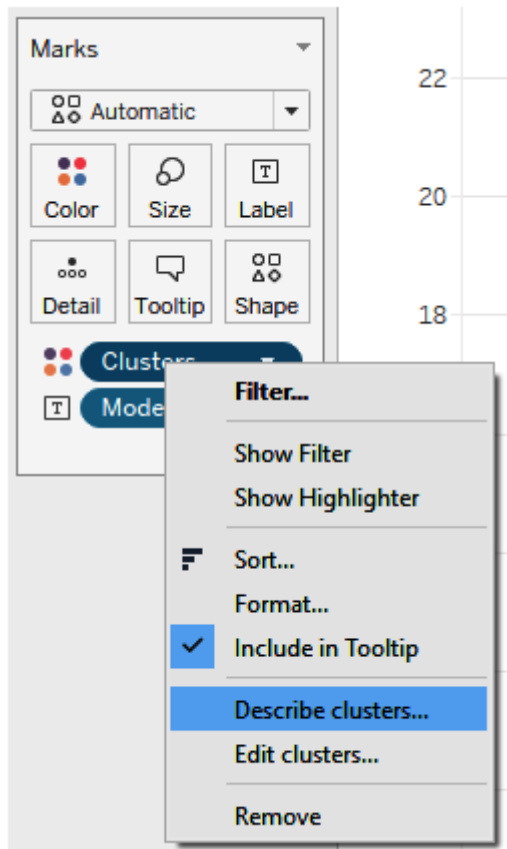 Marks
22
Automatic
Color Size Label
20
Detail Tooltip Shape
18
Clusters
T Mode
Filter...
Show Filter
Show Highlighter
Sort...
Format...
Include in Tooltip
Describe clusters...
Edit clusters...
Remove